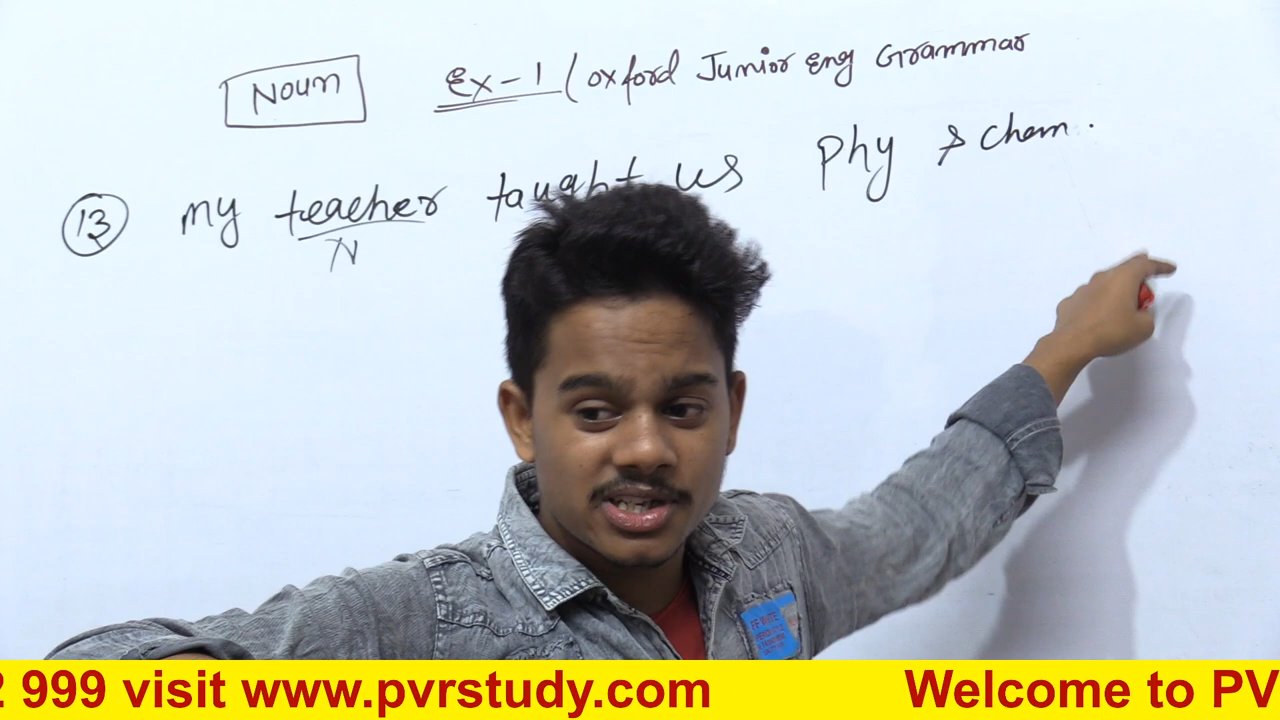 Noun Ex-1 (Oxford Junior Eng Grammar
13 my teacher taught us Phy & Chem.
N
2 999 visit www.pvrstudy.com Welcome to PV